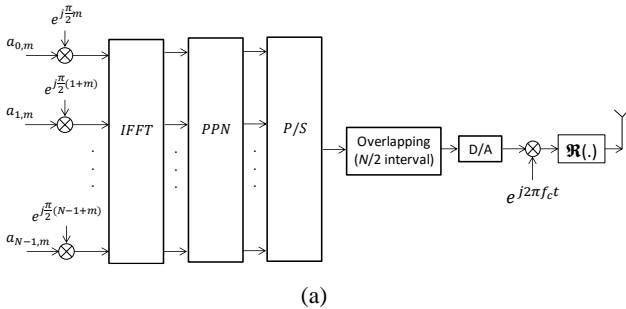 e^{j\frac{\pi}{2}m}
a_{0,m}
e^{j\frac{\pi}{2}(1+m)}
a_{1,m}
e^{j\frac{\pi}{2}(N-1+m)}
a_{N-1,m}
IFFT
PPN
P/S
Overlapping
(N/2 interval)
D/A
e^{j2\pi f_c t}
ℜ(.)
(a)